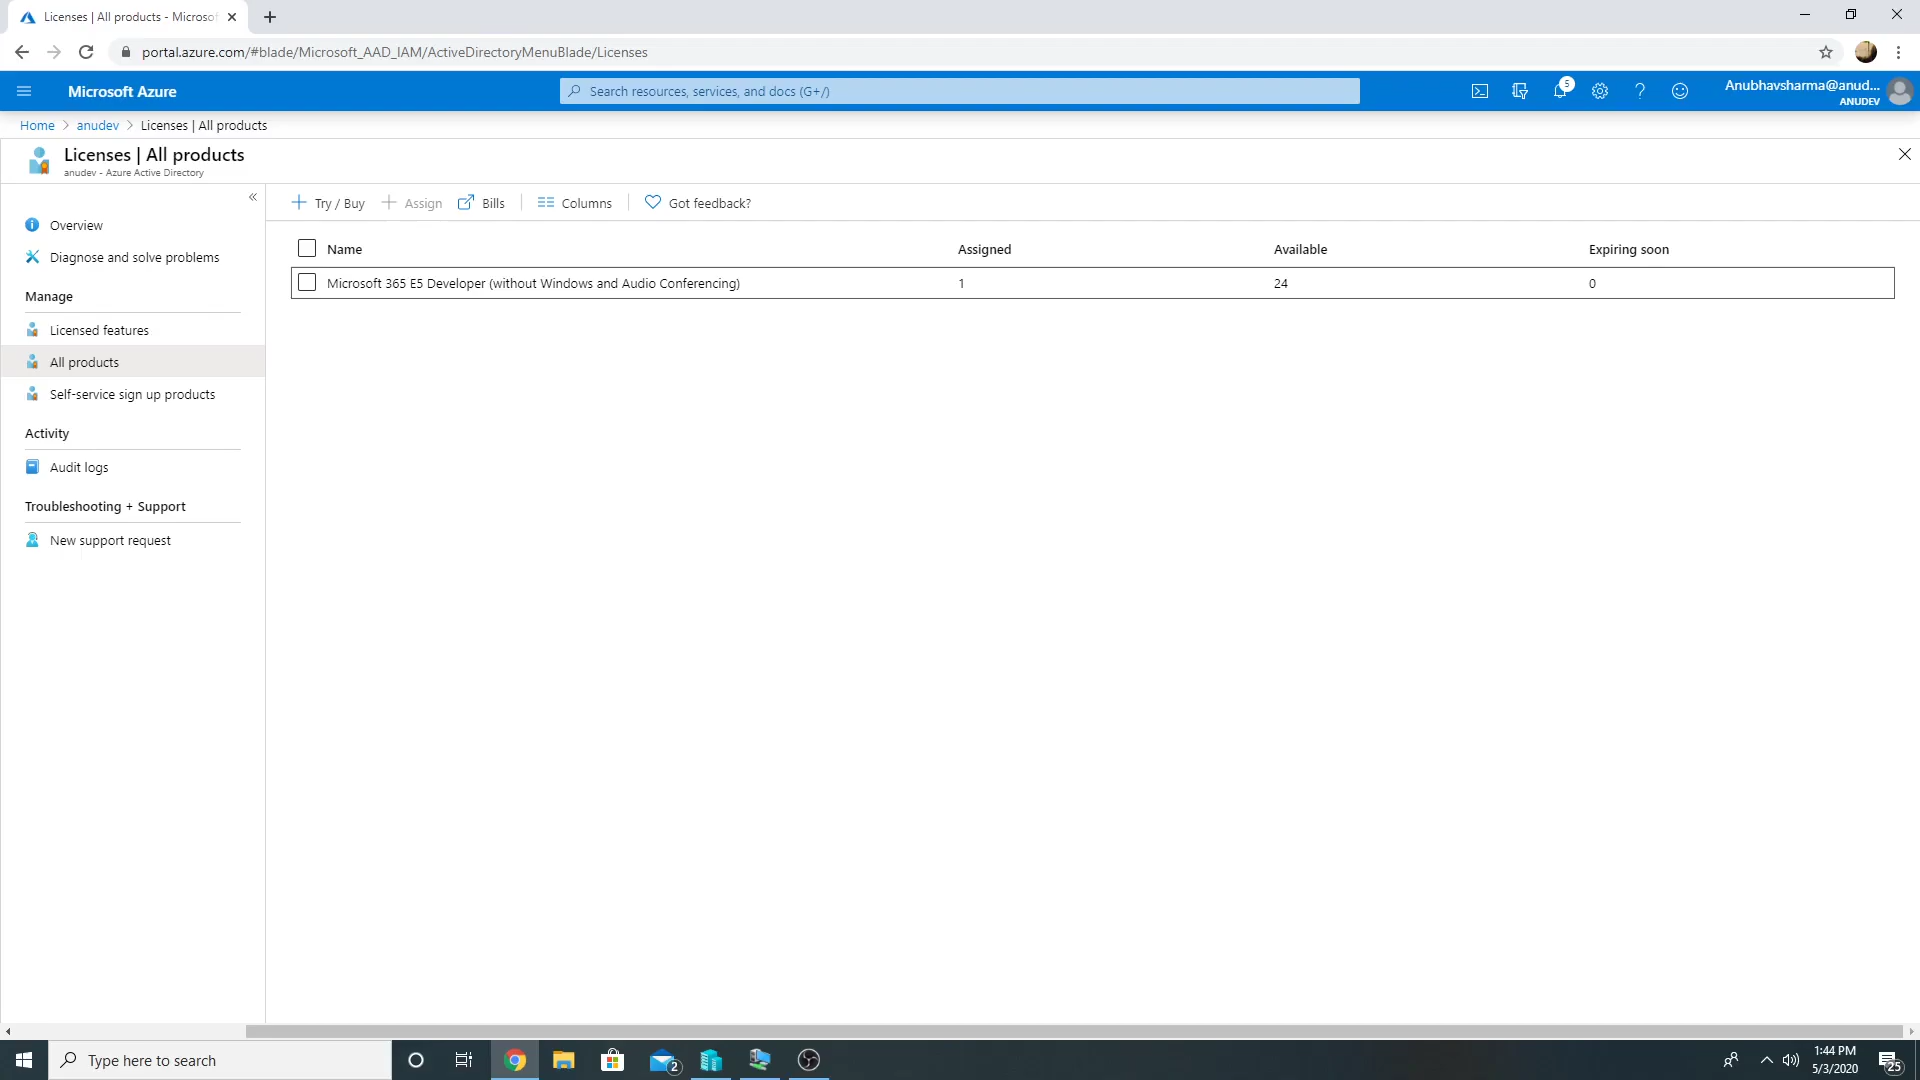 Licenses | All products - Microsof
portal.azure.com/#blade/Microsoft_AAD_IAM/ActiveDirectoryMenuBlade/Licenses
Microsoft Azure
Search resources, services, and docs (G+/)
5
Anubhavsharma@anud...
ANUDEV
Home > anudev > Licenses | All products
Licenses | All products
anudev - Azure Active Directory
Overview
Diagnose and solve problems
Manage
Licensed features
All products
Self-service sign up products
Activity
Audit logs
Troubleshooting + Support
New support request
Try / Buy Assign Bills Columns Got feedback?
Name Assigned Available Expiring soon
Microsoft 365 E5 Developer (without Windows and Audio Conferencing) 1 24 0
Type here to search
2
1:44 PM
5/3/2020
25